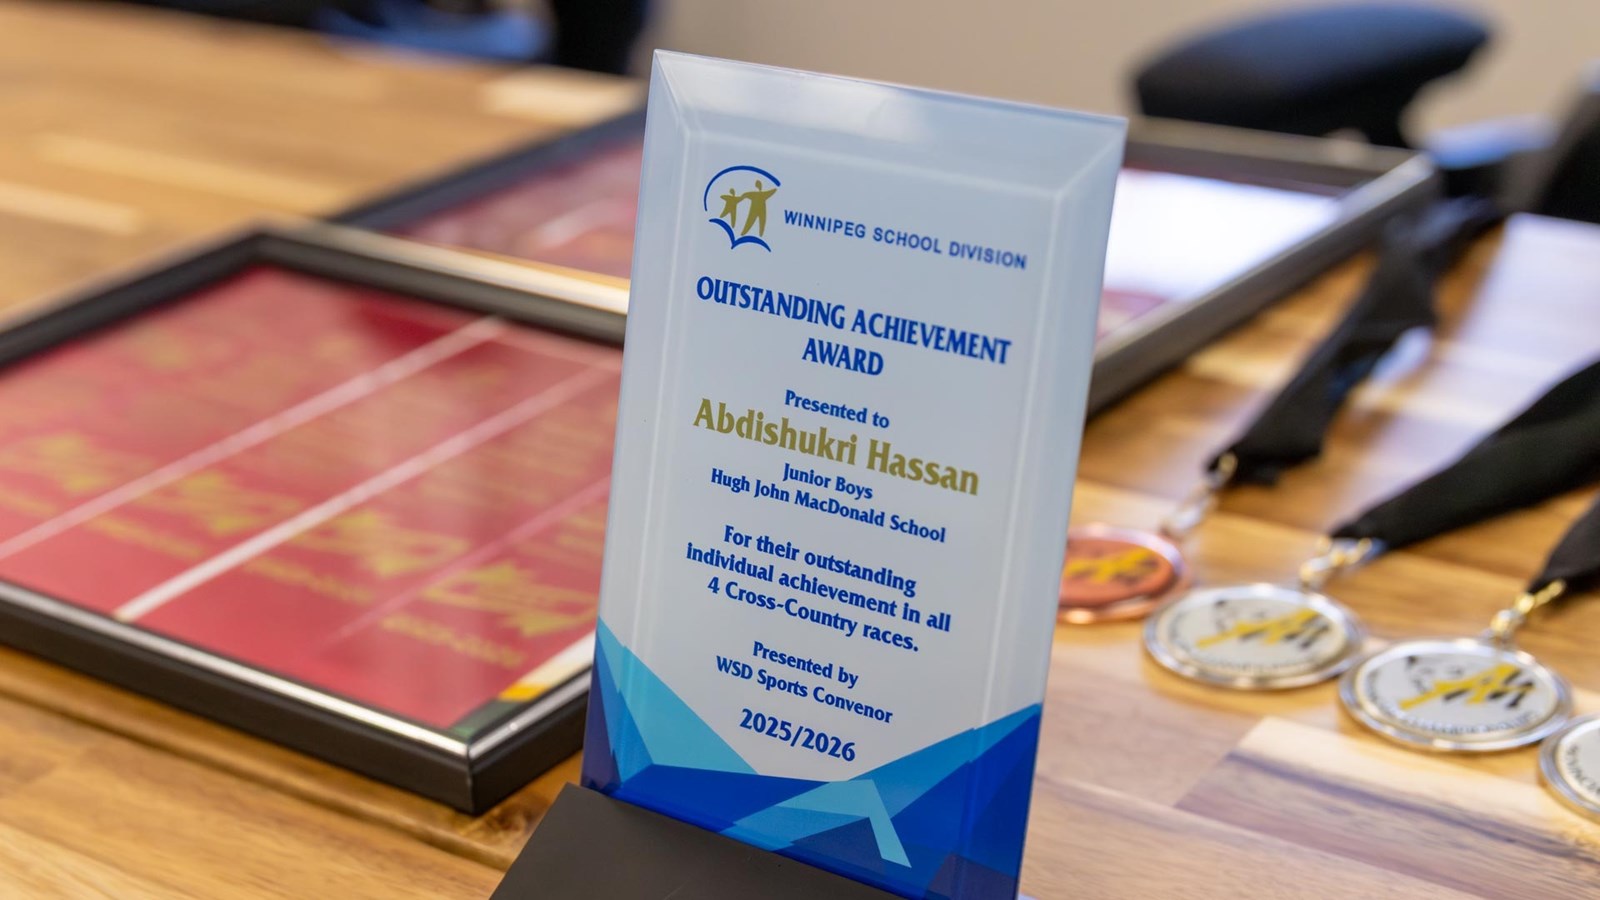 WINNIPEG SCHOOL DIVISION
OUTSTANDING ACHIEVEMENT
AWARD
Presented to
Abdishukri Hassan
Junior Boys
Hugh John MacDonald School
For their outstanding
individual achievement in all
4 Cross-Country races.
Presented by
WSD Sports Convenor
2025/2026